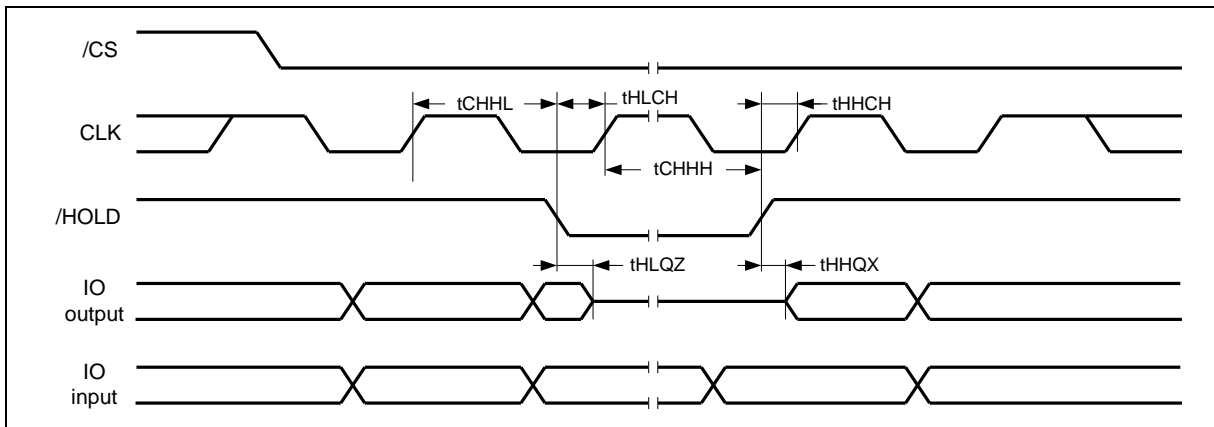 /CS
tCHHL
tHLCH
tHHCH
CLK
tCHHH
/HOLD
tHLQZ
tHHQX
IO
output
IO
input